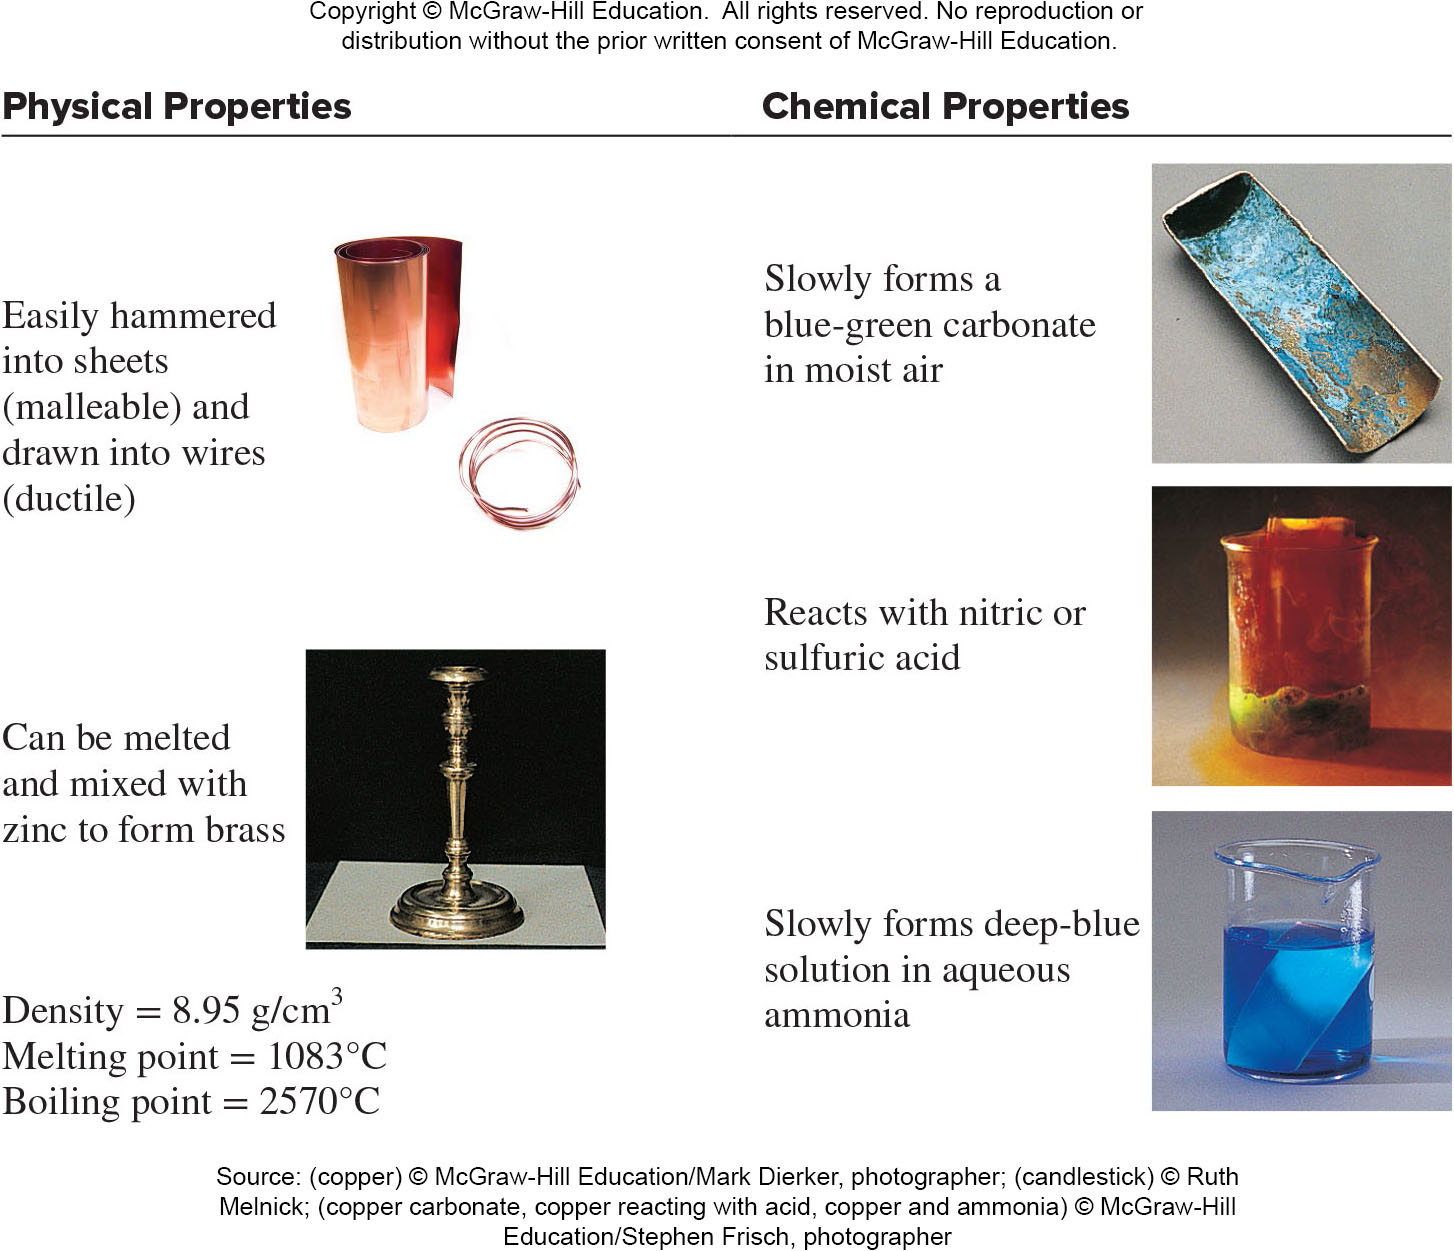 Copyright © McGraw-Hill Education.  All rights reserved. No reproduction or
distribution without the prior written consent of McGraw-Hill Education.
Physical Properties
Easily hammered
into sheets
(malleable) and
drawn into wires
(ductile)
Can be melted
and mixed with
zinc to form brass
Density = 8.95 g/cm³
Melting point = 1083°C
Boiling point = 2570°C
Chemical Properties
Slowly forms a
blue-green carbonate
in moist air
Reacts with nitric or
sulfuric acid
Slowly forms deep-blue
solution in aqueous
ammonia
Source: (copper) © McGraw-Hill Education/Mark Dierker, photographer; (candlestick) © Ruth
Melnick; (copper carbonate, copper reacting with acid, copper and ammonia) © McGraw-Hill
Education/Stephen Frisch, photographer